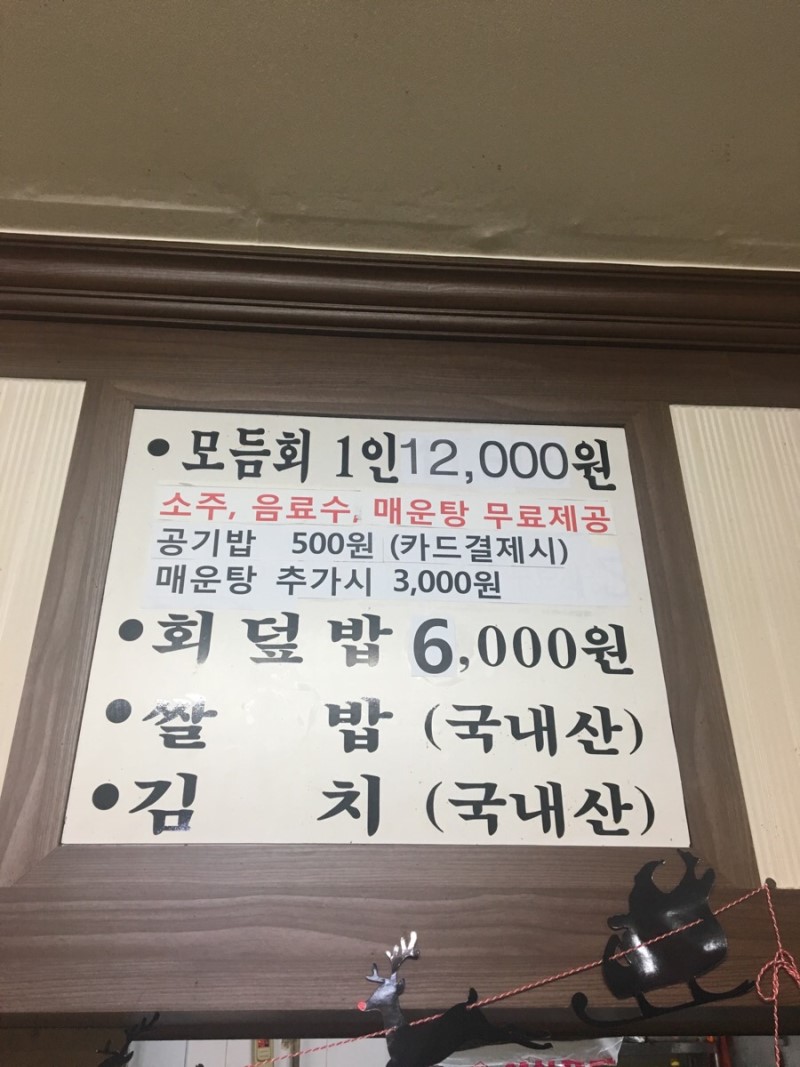 • 모듬회 1인 12,000원
소주, 음료수, 매운탕 무료제공
공기밥 500원 (카드결제시)
매운탕 추가시 3,000원
• 회 덮 밥 6,000원
• 쌀 밥 (국내산)
• 김 치 (국내산)